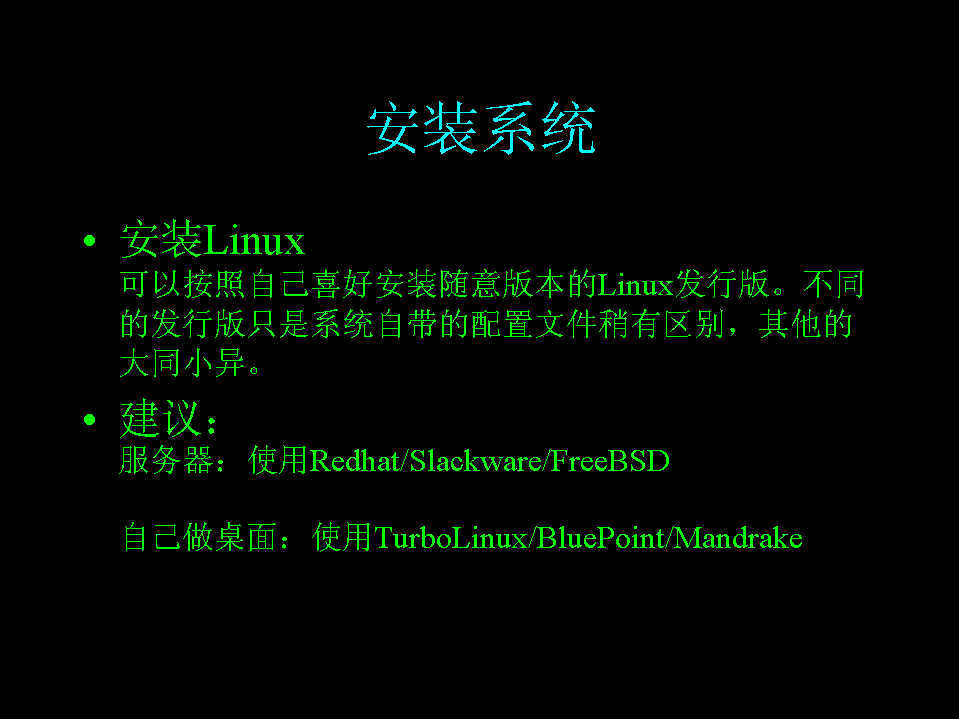 安装系统
• 安装Linux
可以按照自己喜好安装随意版本的Linux发行版。不同
的发行版只是系统自带的配置文件稍有区别，其他的
大同小异。
• 建议：
服务器：使用Redhat/Slackware/FreeBSD
自己做桌面：使用TurboLinux/BluePoint/Mandrake